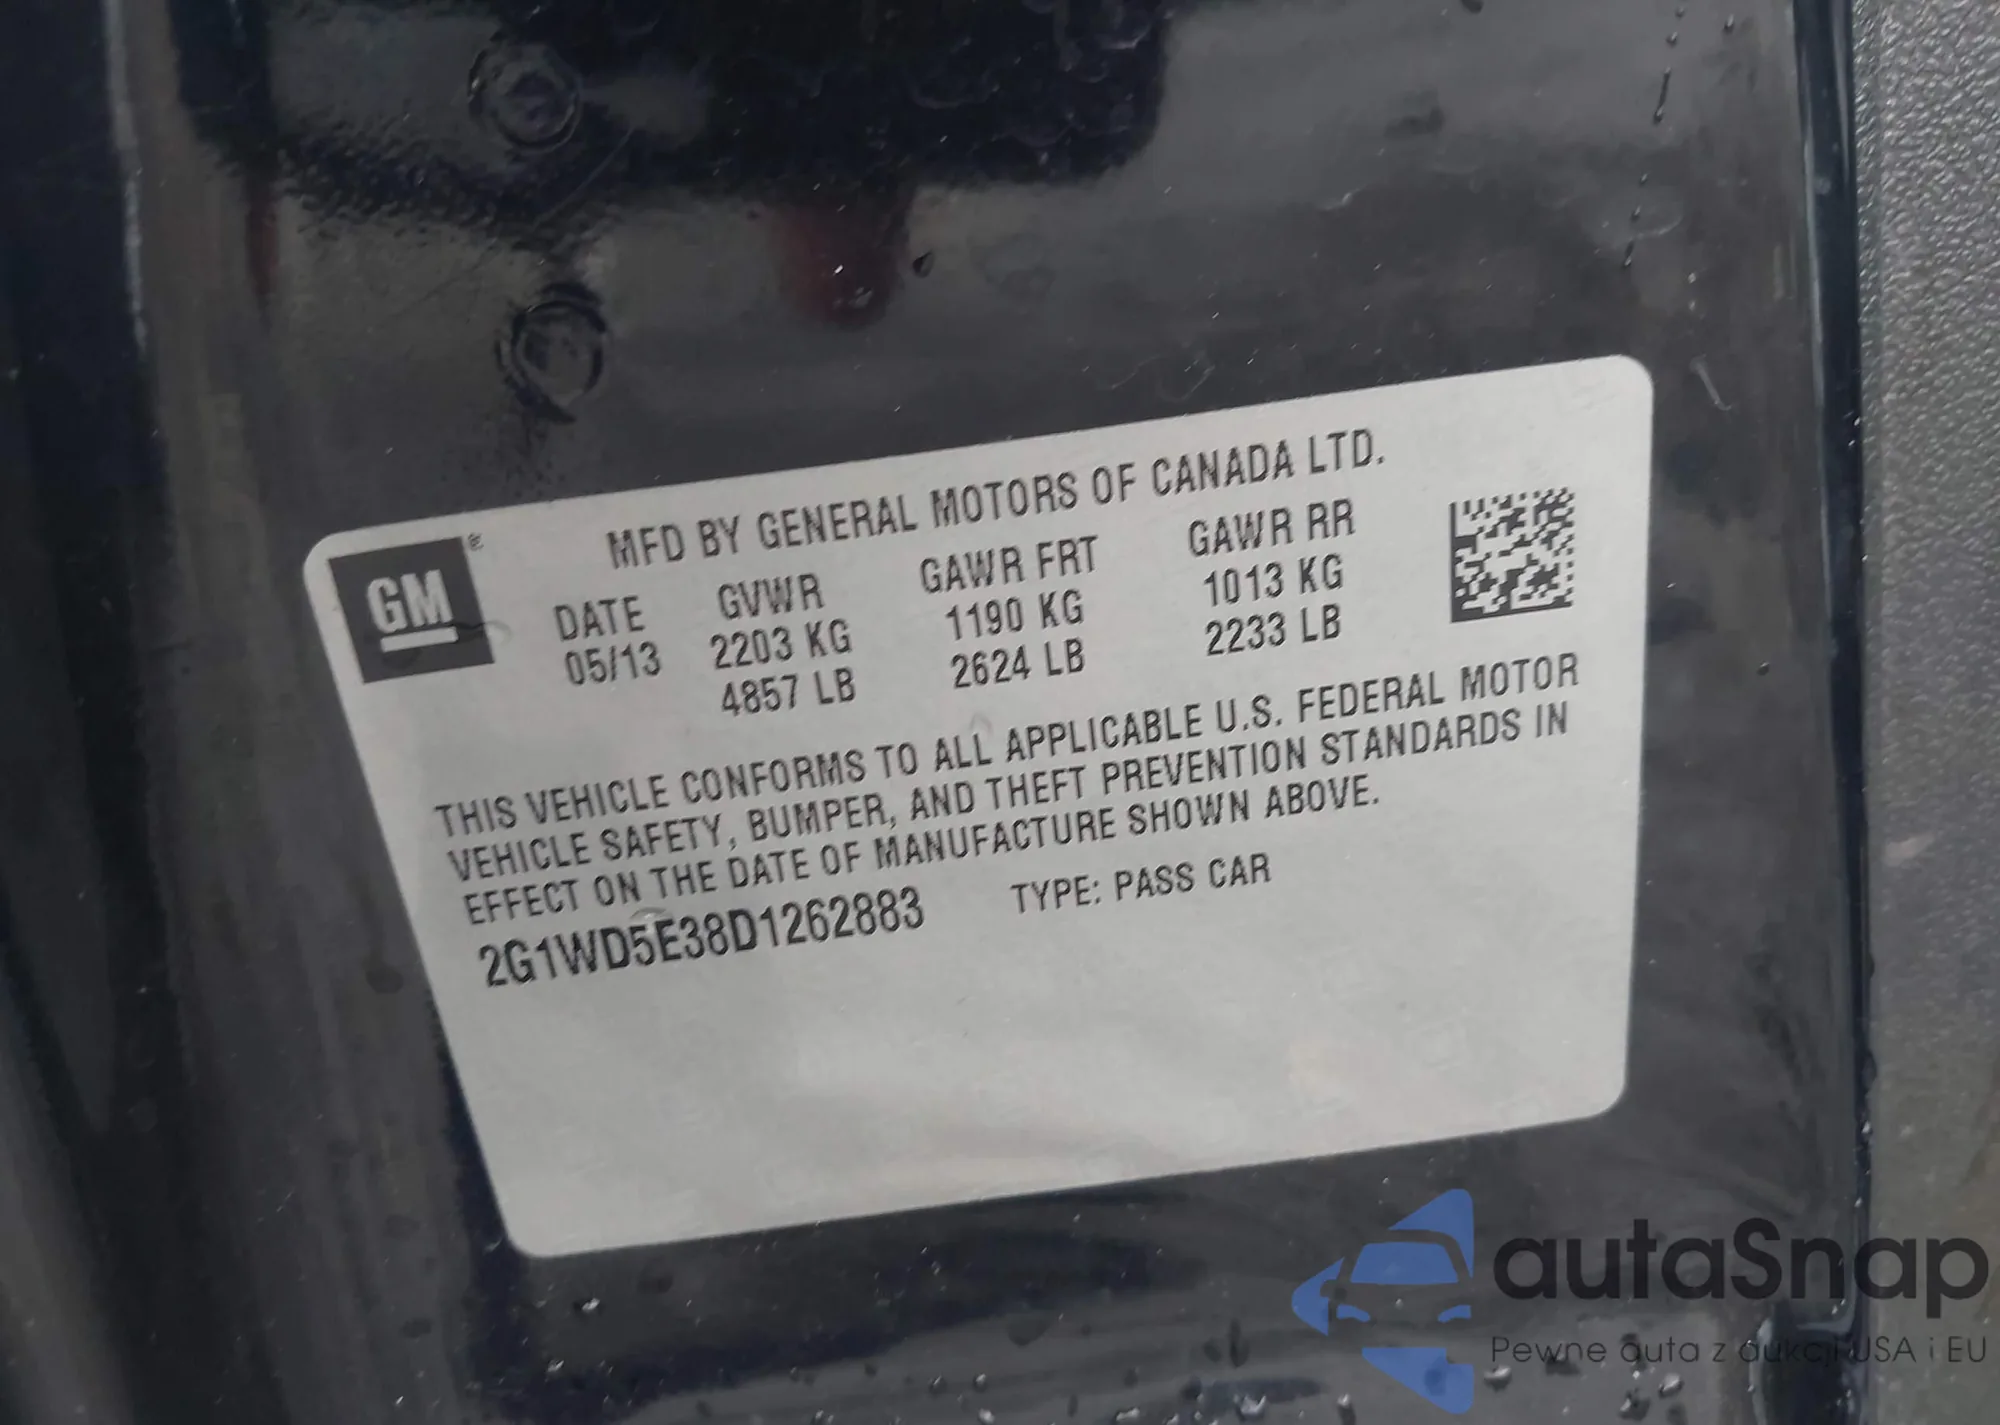 MFD BY GENERAL MOTORS OF CANADA LTD.
GM ®
DATE GVWR GAWR FRT GAWR RR
05/13 2203 KG 1190 KG 1013 KG
4857 LB 2624 LB 2233 LB
THIS VEHICLE CONFORMS TO ALL APPLICABLE U.S. FEDERAL MOTOR
VEHICLE SAFETY, BUMPER, AND THEFT PREVENTION STANDARDS IN
EFFECT ON THE DATE OF MANUFACTURE SHOWN ABOVE.
2G1WD5E38D1262883 TYPE: PASS CAR
autaSnap
Pewne auta z aukcji USA i EU